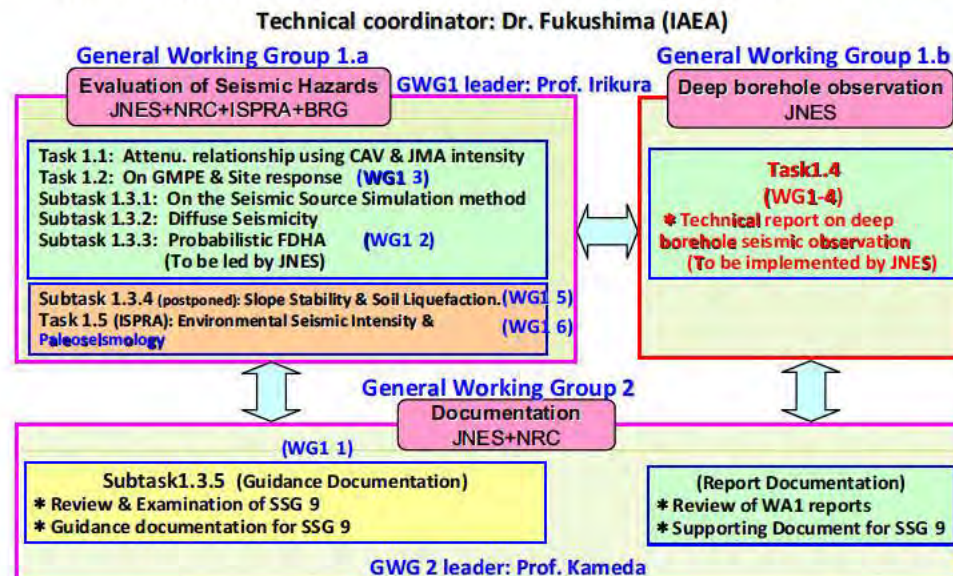 Technical coordinator: Dr. Fukushima (IAEA)
General Working Group 1.a
Evaluation of Seismic Hazards
JNES+NRC+ISPRA+BRG
GWG1 leader: Prof. Irikura
Task 1.1: Attenu. relationship using CAV & JMA intensity
Task 1.2: On GMPE & Site response (WG1 3)
Subtask 1.3.1: On the Seismic Source Simulation method
Subtask 1.3.2: Diffuse Seismicity
Subtask 1.3.3: Probabilistic FDHA (WG1 2)
(To be led by JNES)
Subtask 1.3.4 (postponed): Slope Stability & Soil Liquefaction. (WG1 5)
Task 1.5 (ISPRA): Environmental Seismic Intensity & (WG1 6)
Paleoseismology
General Working Group 1.b
Deep borehole observation
JNES
Task1.4
(WG1-4)
* Technical report on deep
borehole seismic observation
(To be implemented by JNES)
General Working Group 2
Documentation
JNES+NRC
(WG1 1)
Subtask1.3.5 (Guidance Documentation)
* Review & Examination of SSG 9
* Guidance documentation for SSG 9
(Report Documentation)
* Review of WA1 reports
* Supporting Document for SSG 9
GWG 2 leader: Prof. Kameda